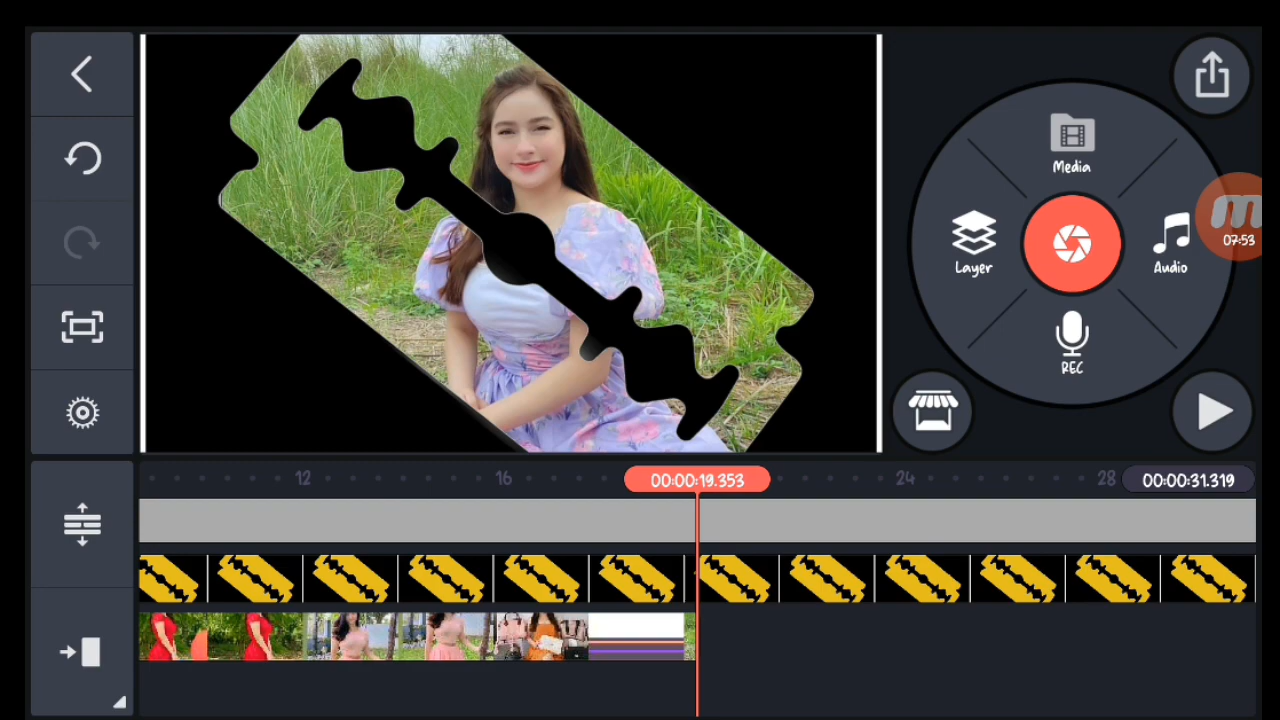 Media
Layer
Audio
REC
m
07:53
12
16
00:00:19.353
24
28
00:00:31.319